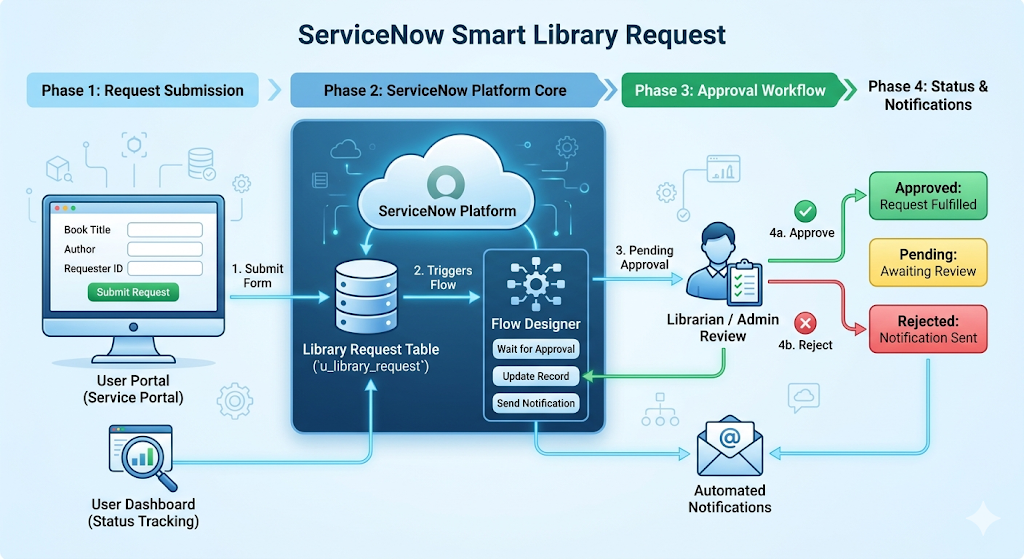 ServiceNow Smart Library Request
Phase 1: Request Submission
Phase 2: ServiceNow Platform Core
Phase 3: Approval Workflow
Phase 4: Status &
Notifications
Book Title
Author
Requester ID
Submit Request
User Portal
(Service Portal)
1. Submit
Form
ServiceNow Platform
Library Request Table
(`u_library_request`)
2. Triggers
Flow
Flow Designer
Wait for Approval
Update Record
Send Notification
3. Pending
Approval
Librarian / Admin
Review
4a. Approve
4b. Reject
Approved:
Request Fulfilled
Pending:
Awaiting Review
Rejected:
Notification Sent
User Dashboard
(Status Tracking)
@
Automated
Notifications